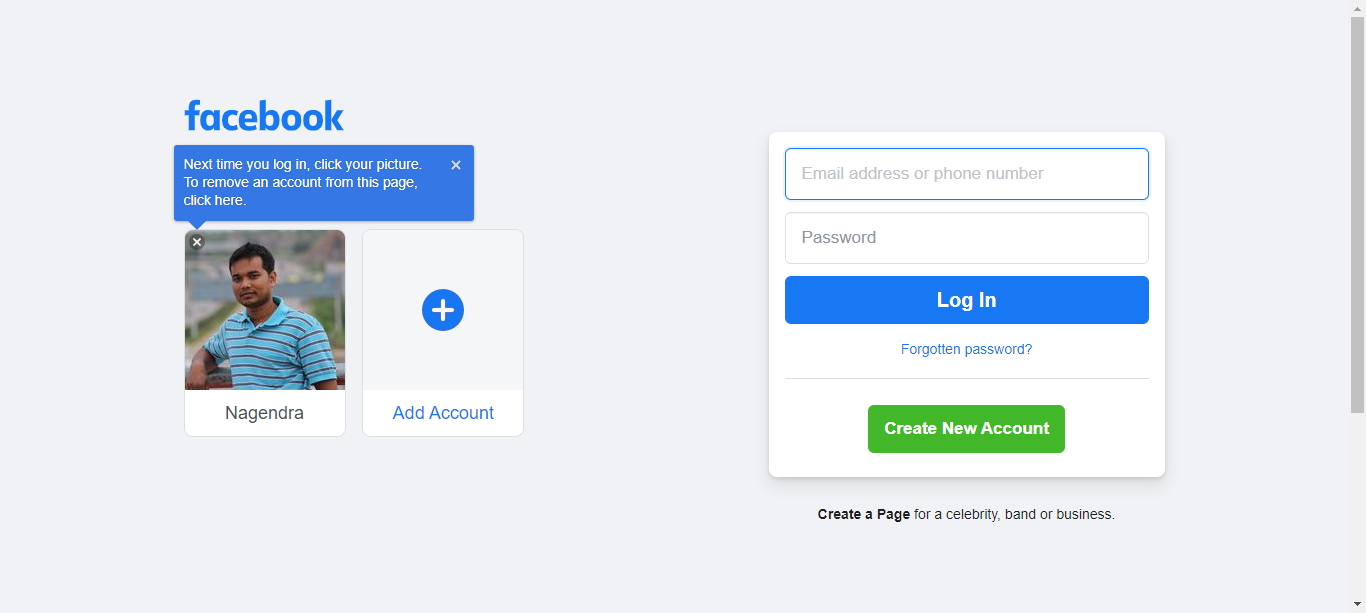 facebook
Next time you log in, click your picture.
To remove an account from this page,
click here.
Nagendra
Add Account
Email address or phone number
Password
Log In
Forgotten password?
Create New Account
Create a Page for a celebrity, band or business.